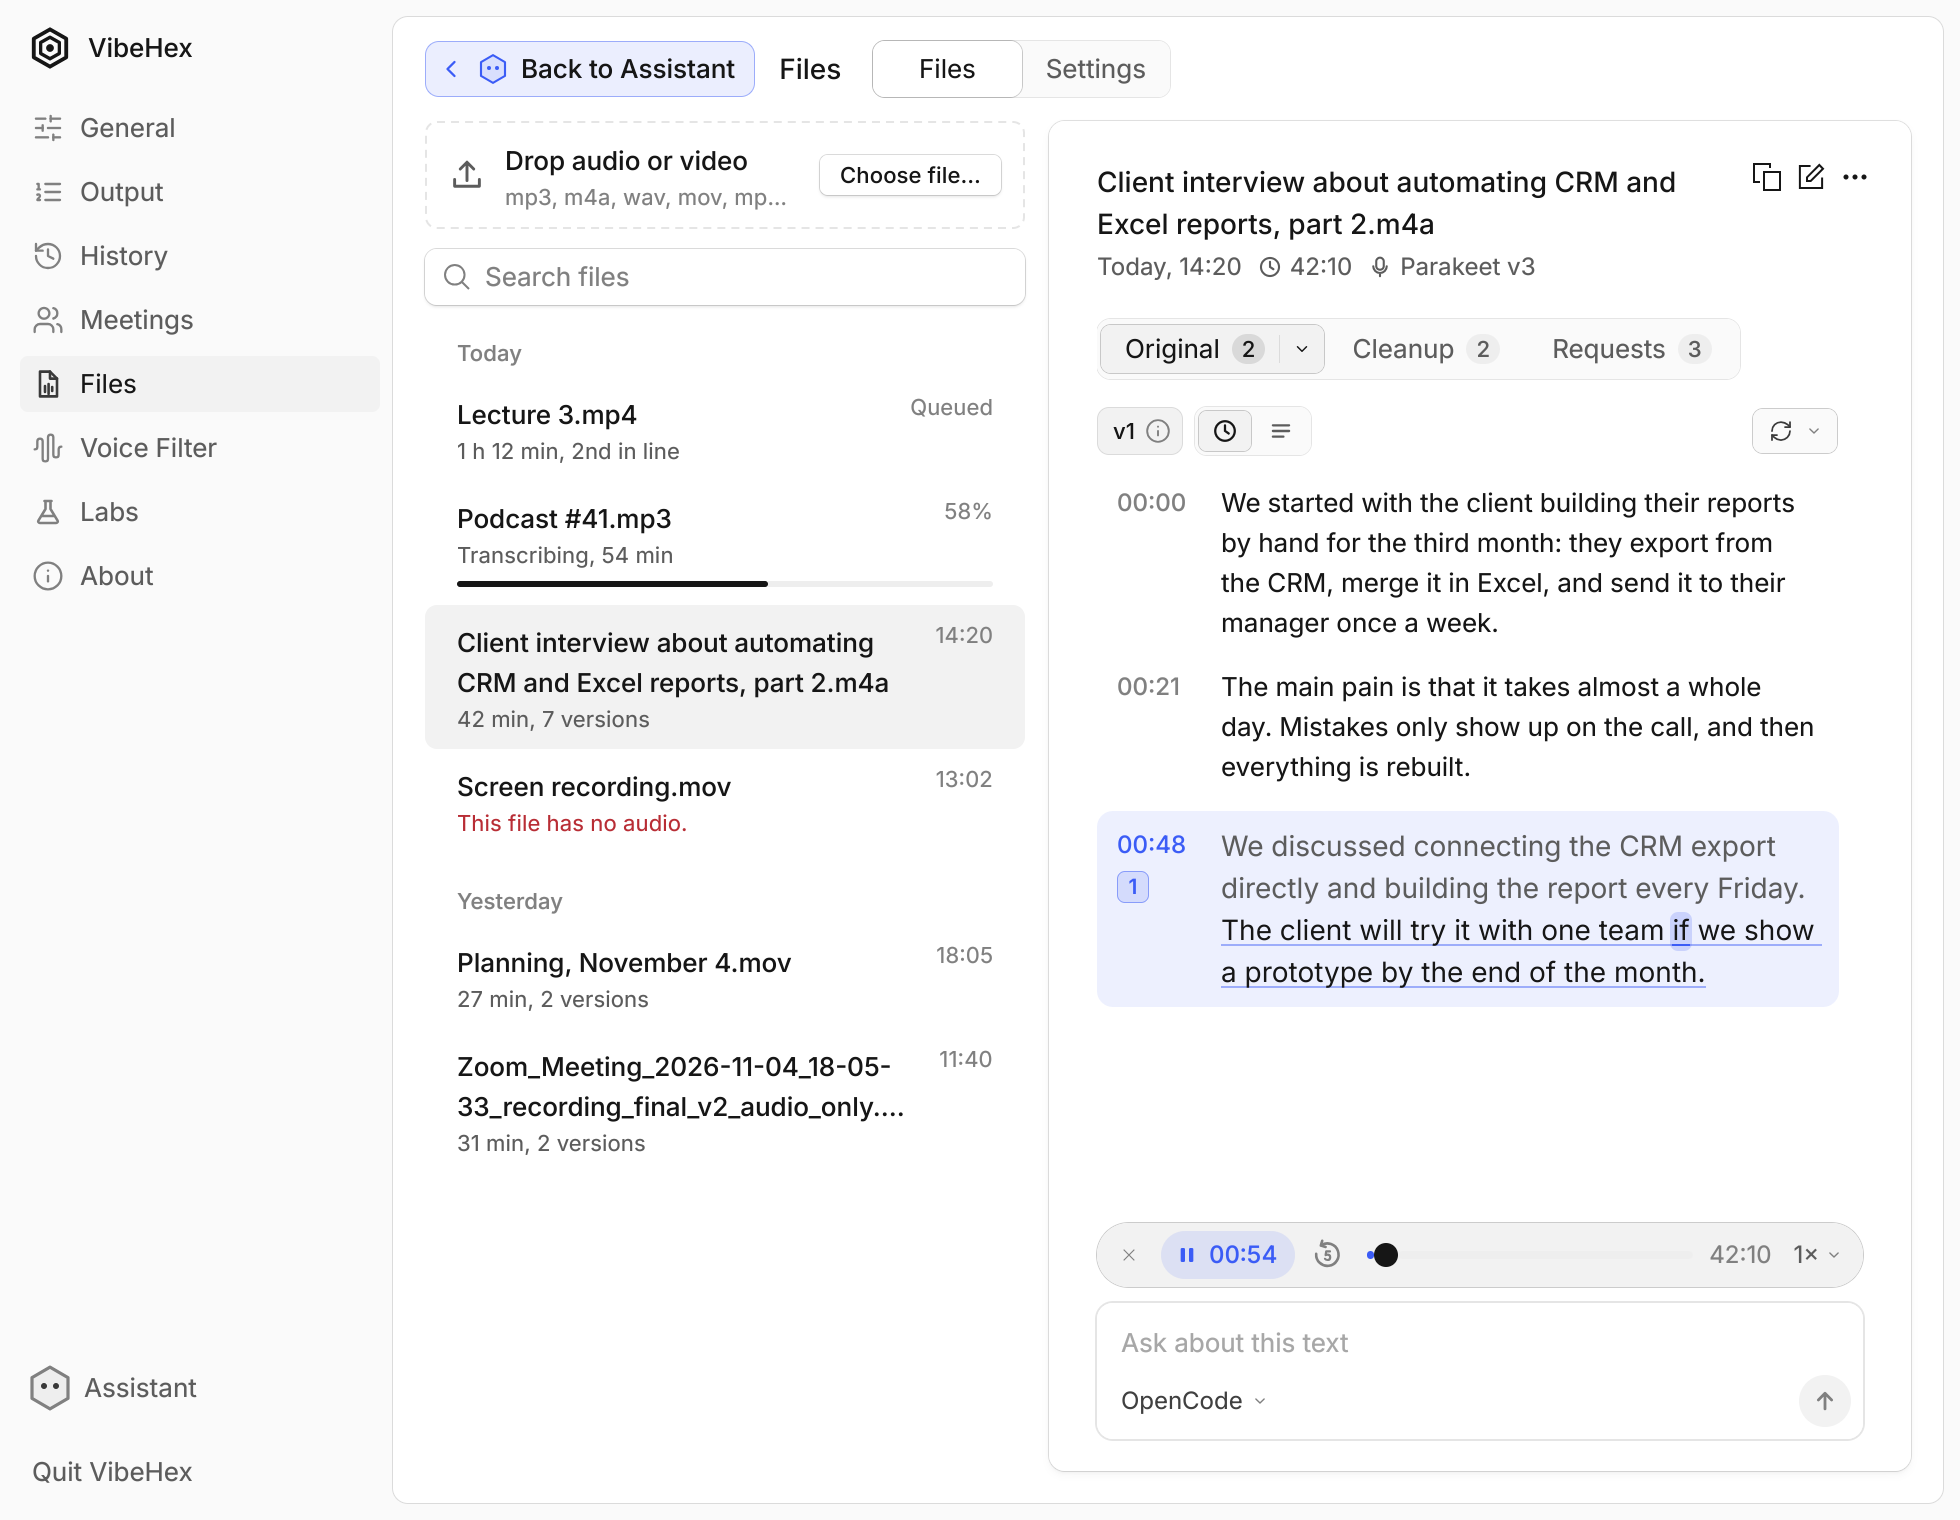 VibeHex
General
Output
History
Meetings
Files
Voice Filter
Labs
About
Assistant
Quit VibeHex
Back to Assistant
Files
Files
Settings
Drop audio or video
mp3, m4a, wav, mov, mp...
Choose file...
Search files
Today
Lecture 3.mp4
Queued
1 h 12 min, 2nd in line
Podcast #41.mp3
58%
Transcribing, 54 min
Client interview about automating
CRM and Excel reports, part 2.m4a
14:20
42 min, 7 versions
Screen recording.mov
13:02
This file has no audio.
Yesterday
Planning, November 4.mov
18:05
27 min, 2 versions
Zoom_Meeting_2026-11-04_18-05-
33_recording_final_v2_audio_only....
11:40
31 min, 2 versions
Client interview about automating CRM and
Excel reports, part 2.m4a
Today, 14:20 42:10 Parakeet v3
Original 2
Cleanup 2
Requests 3
v1
00:00
We started with the client building their reports
by hand for the third month: they export from
the CRM, merge it in Excel, and send it to their
manager once a week.
00:21
The main pain is that it takes almost a whole
day. Mistakes only show up on the call, and then
everything is rebuilt.
00:48
1
We discussed connecting the CRM export
directly and building the report every Friday.
The client will try it with one team if we show
a prototype by the end of the month.
00:54
5
42:10
1×
Ask about this text
OpenCode